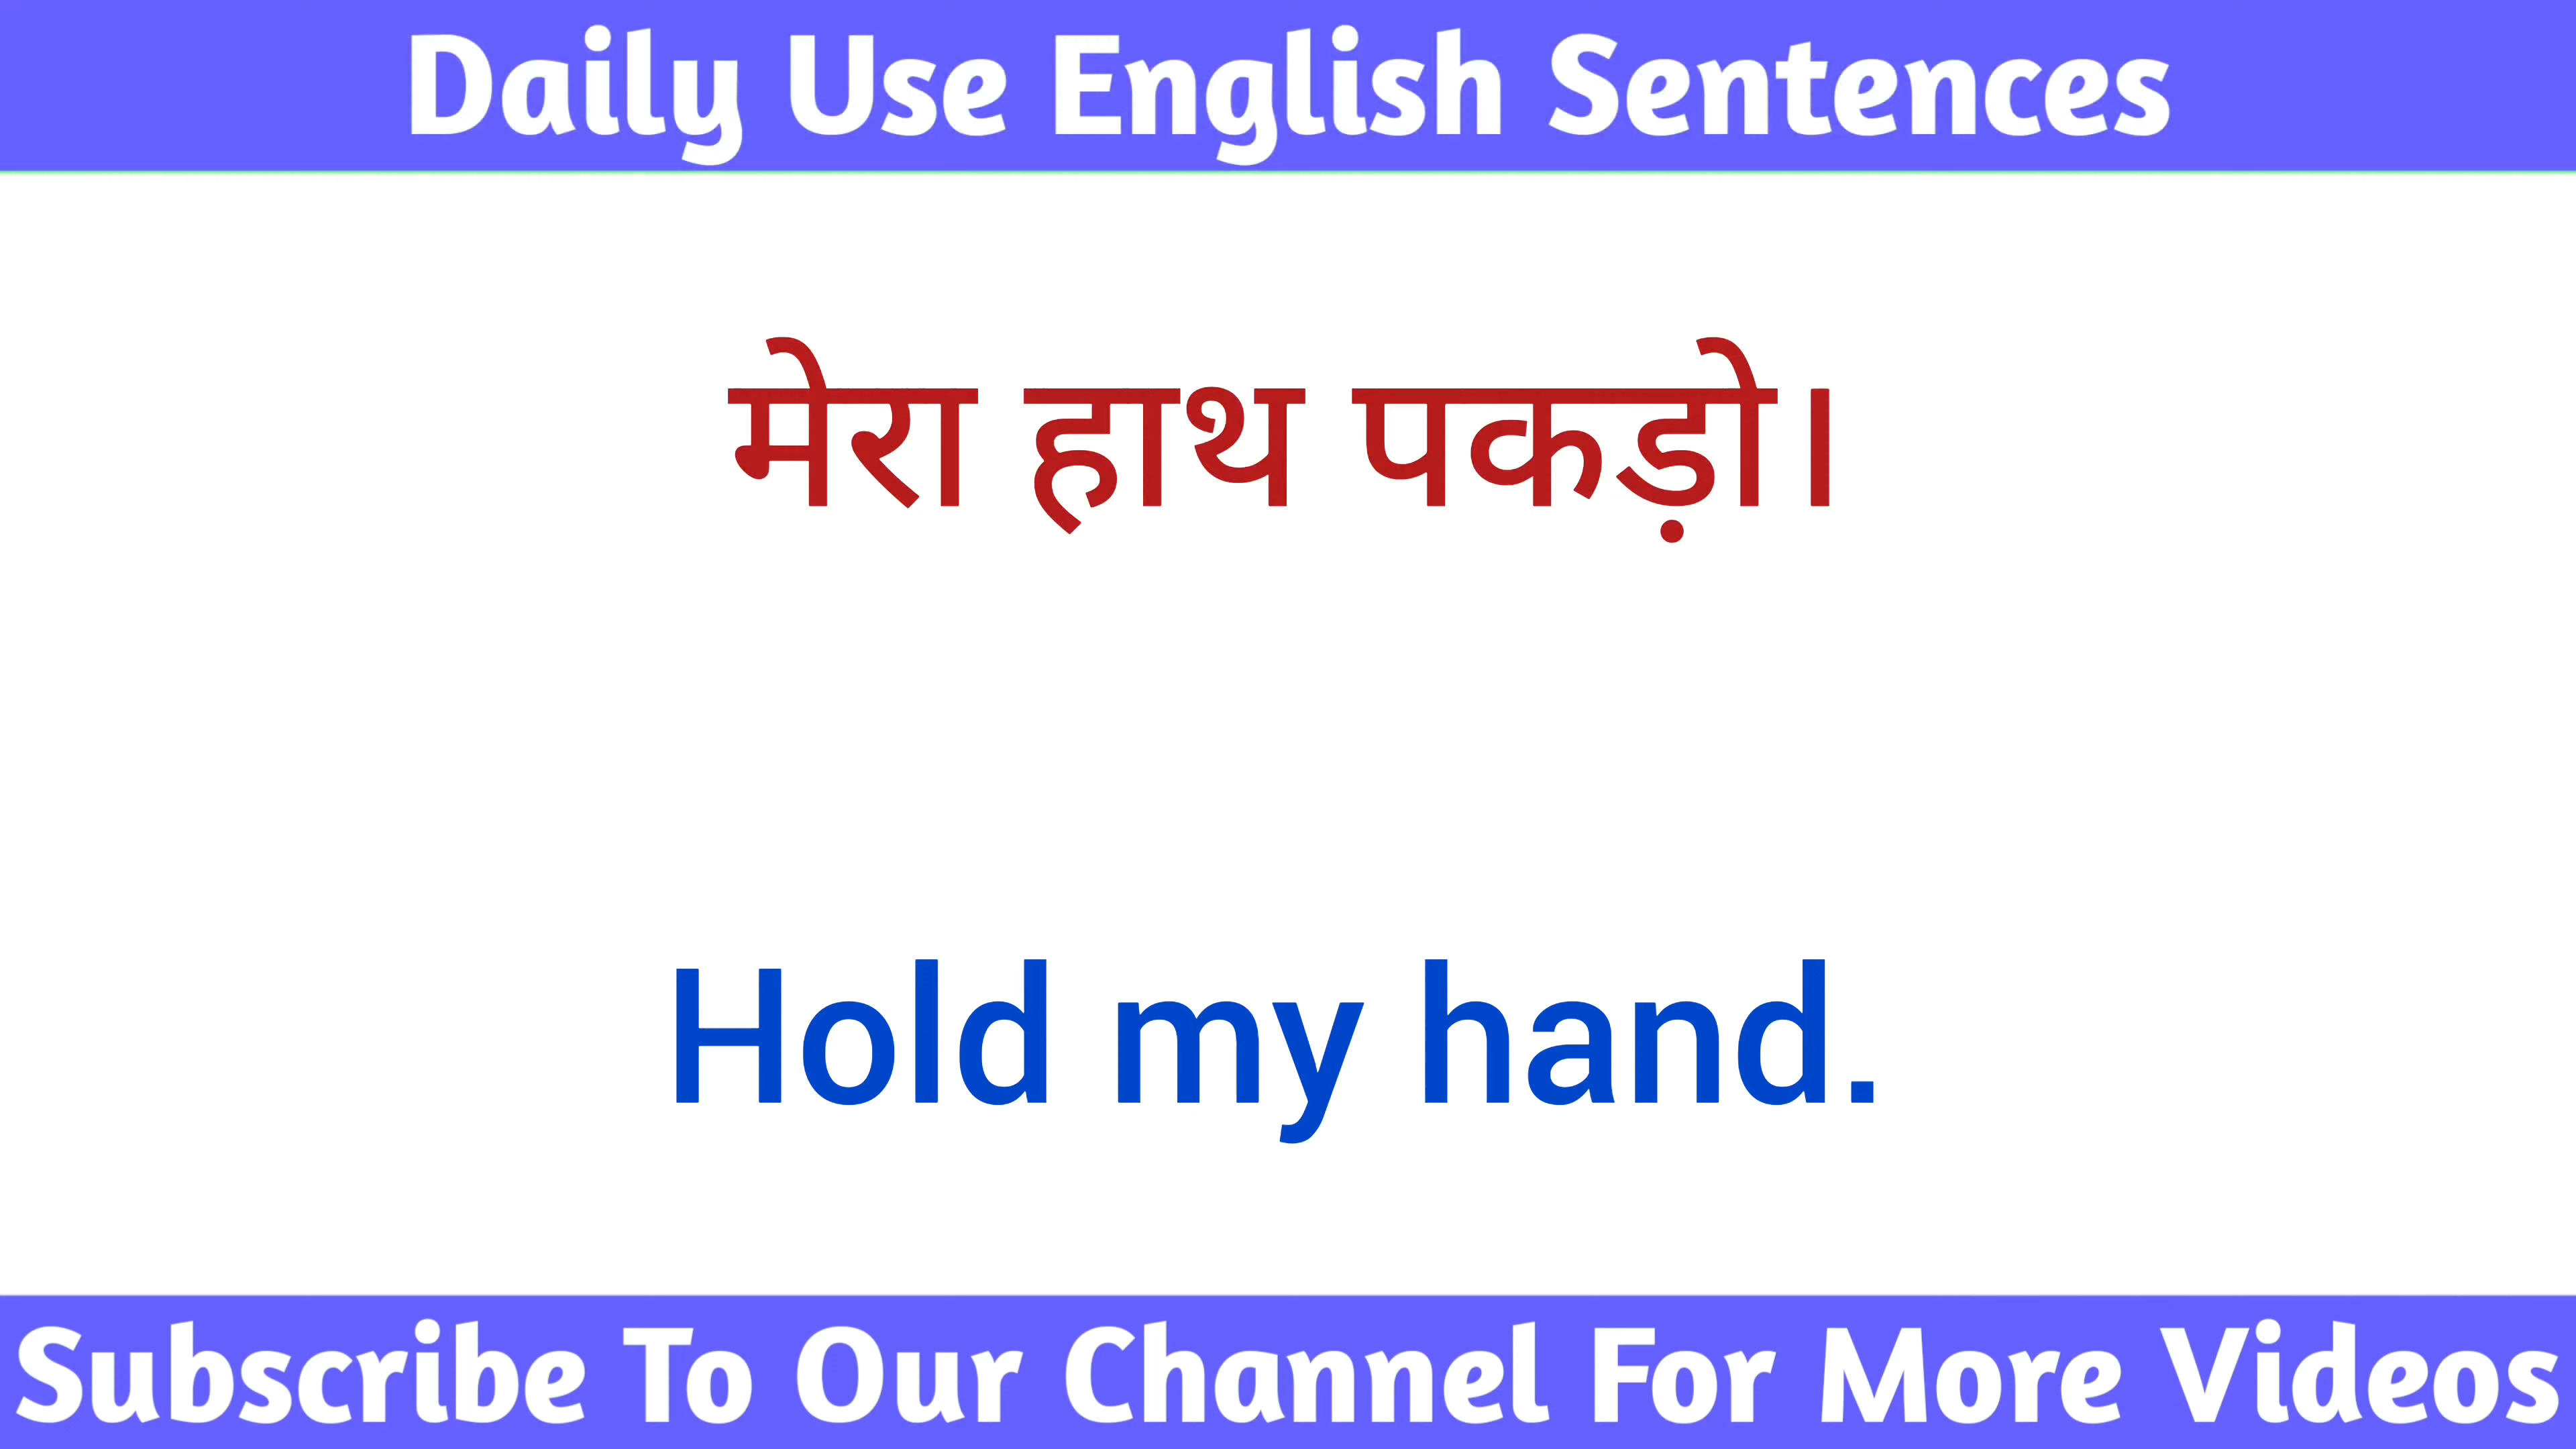 Daily Use English Sentences
मेरा हाथ पकड़ो।
Hold my hand.
Subscribe To Our Channel For More Videos